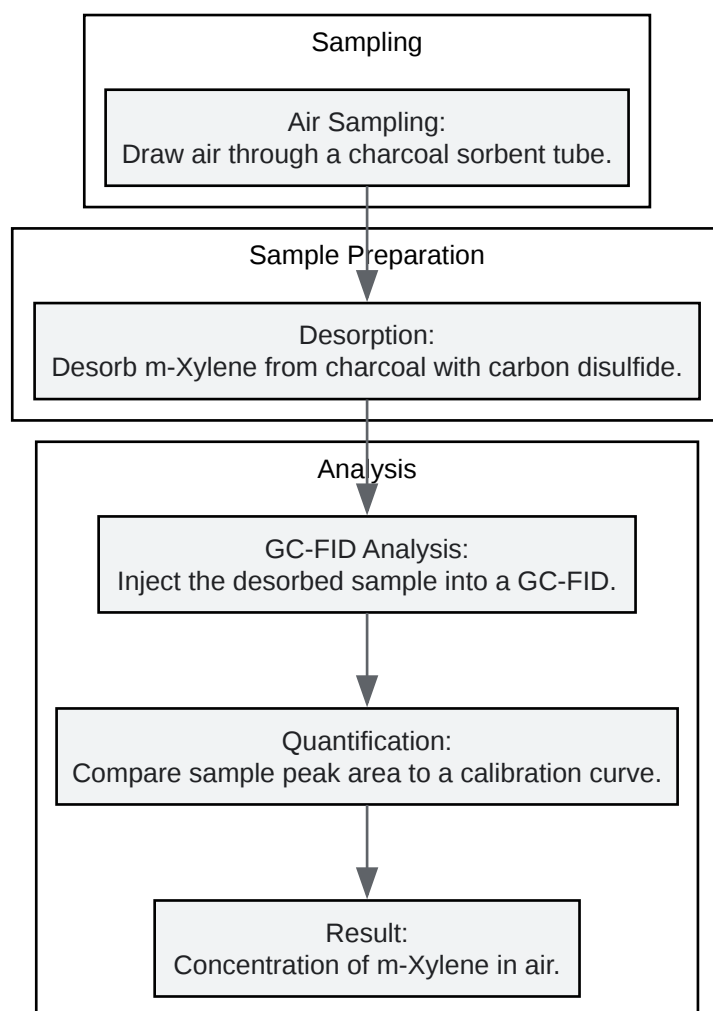 Sampling
Air Sampling:
Draw air through a charcoal sorbent tube.
Sample Preparation
Desorption:
Desorb m-Xylene from charcoal with carbon disulfide.
Analysis
GC-FID Analysis:
Inject the desorbed sample into a GC-FID.
Quantification:
Compare sample peak area to a calibration curve.
Result:
Concentration of m-Xylene in air.